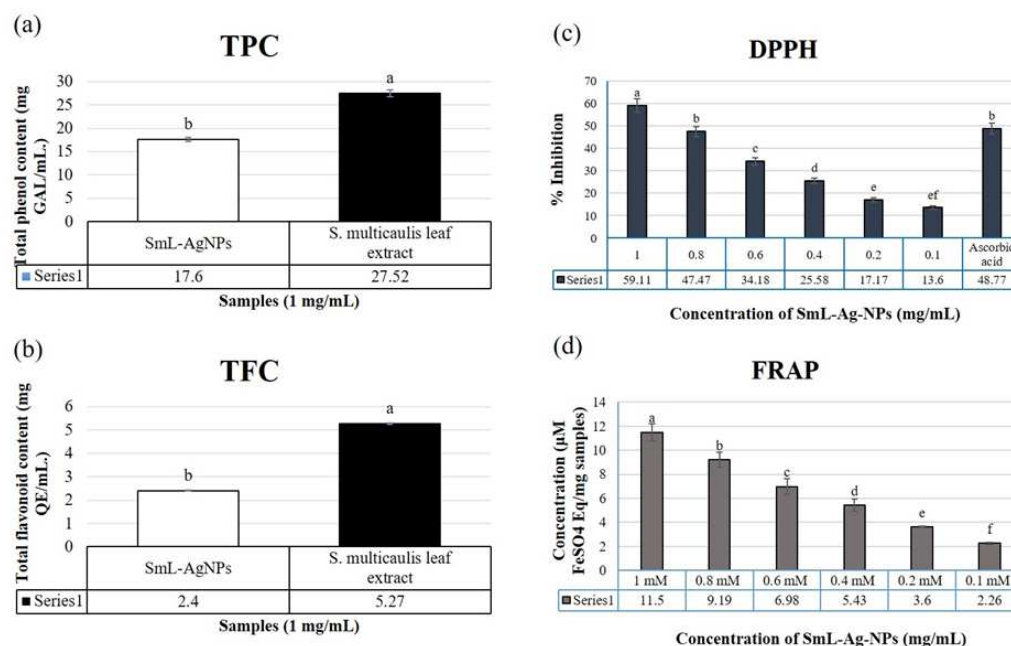 (a)
TPC
Total phenol content (mg
GAL/mL.)
30
25
20
15
10
5
0
b
a
SmL-AgNPs
S. multicaulis leaf
extract
Series1
17.6
27.52
Samples (1 mg/mL)
(b)
TFC
Total flavonoid content (mg
QE/mL.)
6
5
4
3
2
1
0
b
a
SmL-AgNPs
S. multicaulis leaf
extract
Series1
2.4
5.27
Samples (1 mg/mL)
(c)
DPPH
% Inhibition
70
60
50
40
30
20
10
0
a
b
c
d
e
ef
b
1
0.8
0.6
0.4
0.2
0.1
Ascorbic
acid
Series1
59.11
47.47
34.18
25.58
17.17
13.6
48.77
Concentration of SmL-Ag-NPs (mg/mL)
(d)
FRAP
Concentration (µM
FeSO4 Eq/mg samples)
14
12
10
8
6
4
2
0
a
b
c
d
e
f
1 mM
0.8 mM
0.6 mM
0.4 mM
0.2 mM
0.1 mM
Series1
11.5
9.19
6.98
5.43
3.6
2.26
Concentration of SmL-Ag-NPs (mg/mL)